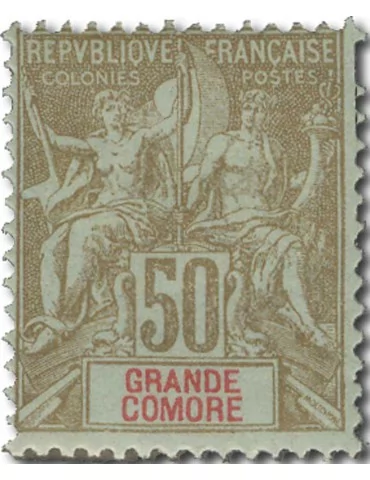 REPVBLIQVE FRANÇAISE
COLONIES POSTES
50
GRANDE
COMORE